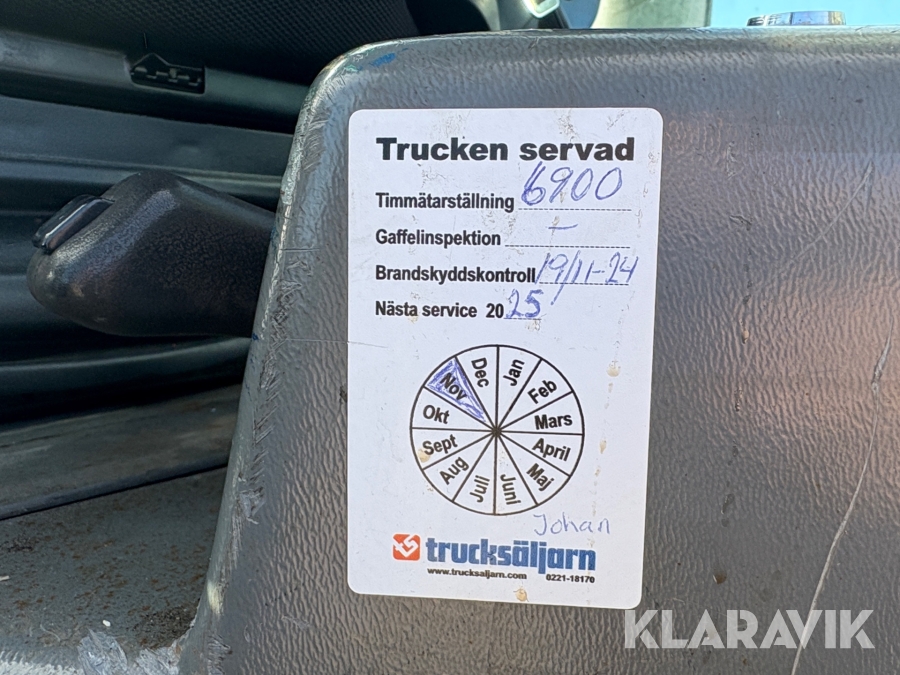 Trucken servad
Timmätarställning 6900
Gaffelinspektion –
Brandskyddskontroll 19/11-24
Nästa service 2025
Jan
Feb
Mars
April
Maj
Juni
Juli
Aug
Sept
Okt
Nov
Dec
Johan
trucksäljarn
www.trucksaljarn.com 0221-18170
KLARAVIK